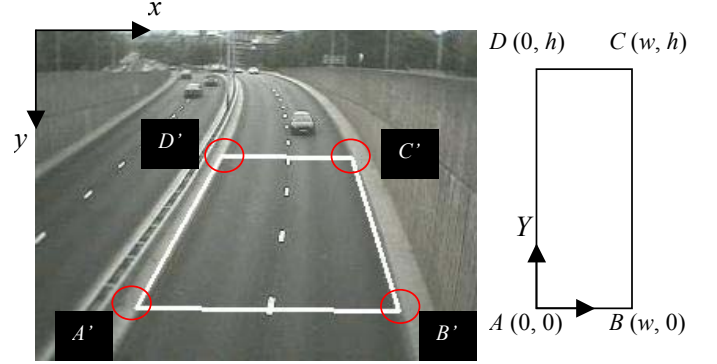 x
y
D’
C’
A’
B’
D (0, h)
C (w, h)
Y
A (0, 0)
B (w, 0)